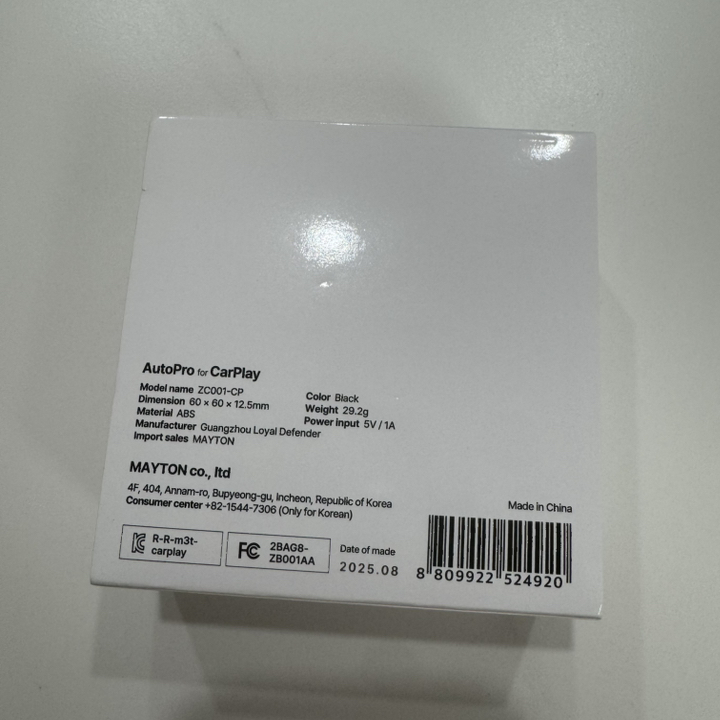 AutoPro for CarPlay
Model name ZC001-CP
Dimension 60 × 60 × 12.5mm
Material ABS
Manufacturer Guangzhou Loyal Defender
Import sales MAYTON
Color Black
Weight 29.2g
Power input 5V / 1A
MAYTON co., ltd
4F, 404, Annam-ro, Bupyeong-gu, Incheon, Republic of Korea
Consumer center +82-1544-7306 (Only for Korean)
R-R-m3t-
carplay
FC
2BAG8-
ZB001AA
Date of made
2025.08
Made in China
8 809922 524920